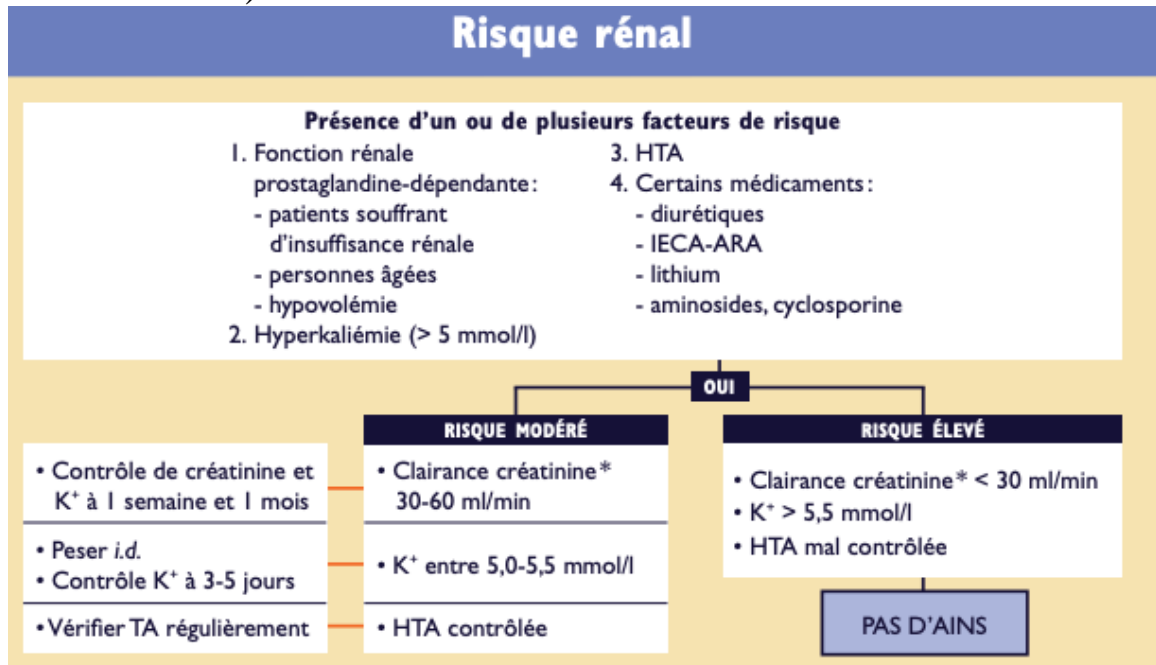 Risque rénal
Présence d'un ou de plusieurs facteurs de risque
1. Fonction rénale
prostaglandine-dépendante:
- patients souffrant
d'insuffisance rénale
- personnes âgées
- hypovolémie
2. Hyperkaliémie (> 5 mmol/l)
3. HTA
4. Certains médicaments:
- diurétiques
- IECA-ARA
- lithium
- aminosides, cyclosporine
OUI
RISQUE MODÉRÉ
• Contrôle de créatinine et
K⁺ à 1 semaine et 1 mois
• Clairance créatinine*
30-60 ml/min
• Peser i.d.
• Contrôle K⁺ à 3-5 jours
• K⁺ entre 5,0-5,5 mmol/l
• Vérifier TA régulièrement
• HTA contrôlée
RISQUE ÉLEVÉ
• Clairance créatinine* < 30 ml/min
• K⁺ > 5,5 mmol/l
• HTA mal contrôlée
PAS D'AINS